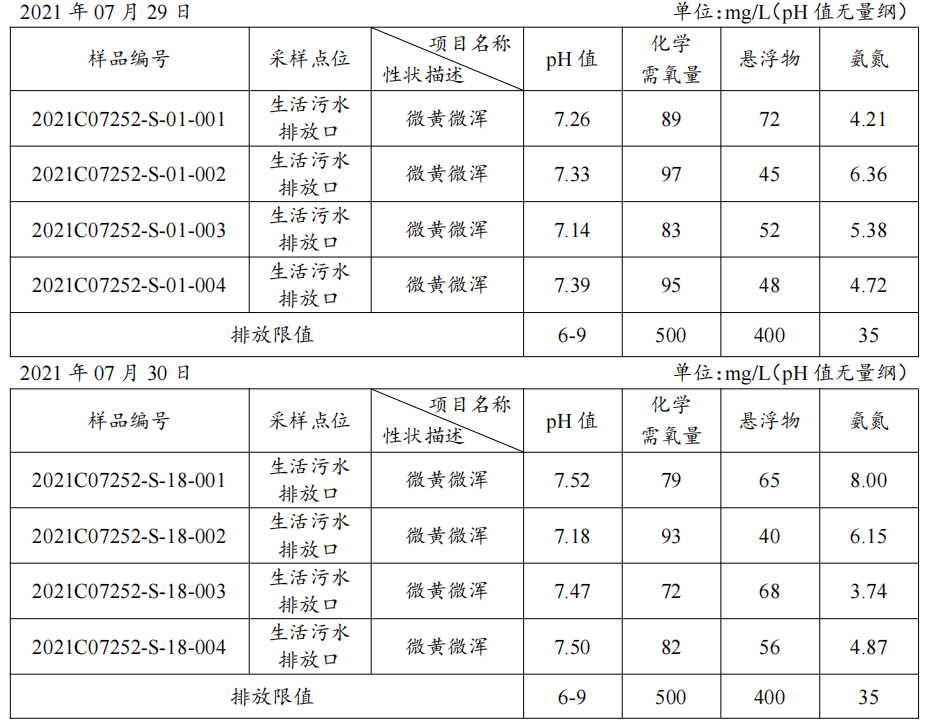 2021 年 07 月 29 日 单位:mg/L(pH 值无量纲)
样品编号 采样点位 项目名称 性状描述 pH 值 化学需氧量 悬浮物 氨氮
2021C07252-S-01-001 生活污水排放口 微黄微浑 7.26 89 72 4.21
2021C07252-S-01-002 生活污水排放口 微黄微浑 7.33 97 45 6.36
2021C07252-S-01-003 生活污水排放口 微黄微浑 7.14 83 52 5.38
2021C07252-S-01-004 生活污水排放口 微黄微浑 7.39 95 48 4.72
排放限值 6-9 500 400 35
2021 年 07 月 30 日 单位:mg/L(pH 值无量纲)
样品编号 采样点位 项目名称 性状描述 pH 值 化学需氧量 悬浮物 氨氮
2021C07252-S-18-001 生活污水排放口 微黄微浑 7.52 79 65 8.00
2021C07252-S-18-002 生活污水排放口 微黄微浑 7.18 93 40 6.15
2021C07252-S-18-003 生活污水排放口 微黄微浑 7.47 72 68 3.74
2021C07252-S-18-004 生活污水排放口 微黄微浑 7.50 82 56 4.87
排放限值 6-9 500 400 35